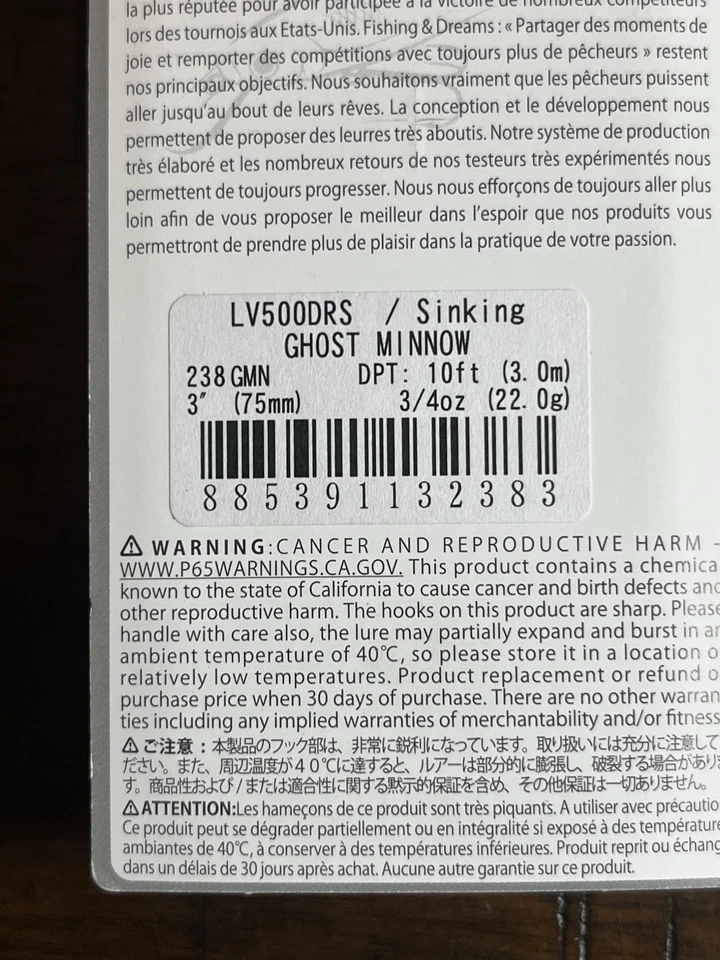 la plus réputée pour avoir participée à la victoire de nombreux compétiteurs
lors des tournois aux Etats-Unis. Fishing & Dreams : « Partager des moments de
joie et remporter des compétitions avec toujours plus de pêcheurs » restent
nos principaux objectifs. Nous souhaitons vraiment que les pêcheurs puissent
aller jusqu'au bout de leurs rêves. La conception et le développement nous
permettent de proposer des leurres très aboutis. Notre système de production
très élaboré et les nombreux retours de nos testeurs très expérimentés nous
permettent de toujours progresser. Nous nous efforçons de toujours aller plus
loin afin de vous proposer le meilleur dans l'espoir que nos produits vous
permettront de prendre plus de plaisir dans la pratique de votre passion.
LV500DRS / Sinking
GHOST MINNOW
238 GMN DPT: 10ft (3.0m)
3" (75mm) 3/4oz (22.0g)
885391132383
⚠ WARNING:CANCER AND REPRODUCTIVE HARM -
WWW.P65WARNINGS.CA.GOV. This product contains a chemica
known to the state of California to cause cancer and birth defects and
other reproductive harm. The hooks on this product are sharp. Please
handle with care also, the lure may partially expand and burst in an
ambient temperature of 40℃, so please store it in a location o
relatively low temperatures. Product replacement or refund o
purchase price when 30 days of purchase. There are no other warran
ties including any implied warranties of merchantability and/or fitness
⚠ ご注意：本製品のフック部は、非常に鋭利になっています。取り扱いには充分に注意して
ださい。また、周辺温度が４０℃に達すると、ルアーは部分的に膨張し、破裂する場合があり
す。商品性および/または適合性に関する黙示的保証を含め、その他保証は一切ありません。
⚠ATTENTION:Les hameçons de ce produit sont très piquants. A utiliser avec précautio
Ce produit peut se dégrader partiellement ou en intégralité si exposé à des température
ambiantes de 40℃, à conserver à des températures inférieures. Produit reprit ou échang
dans un délais de 30 jours après achat. Aucune autre garantie sur ce produit.